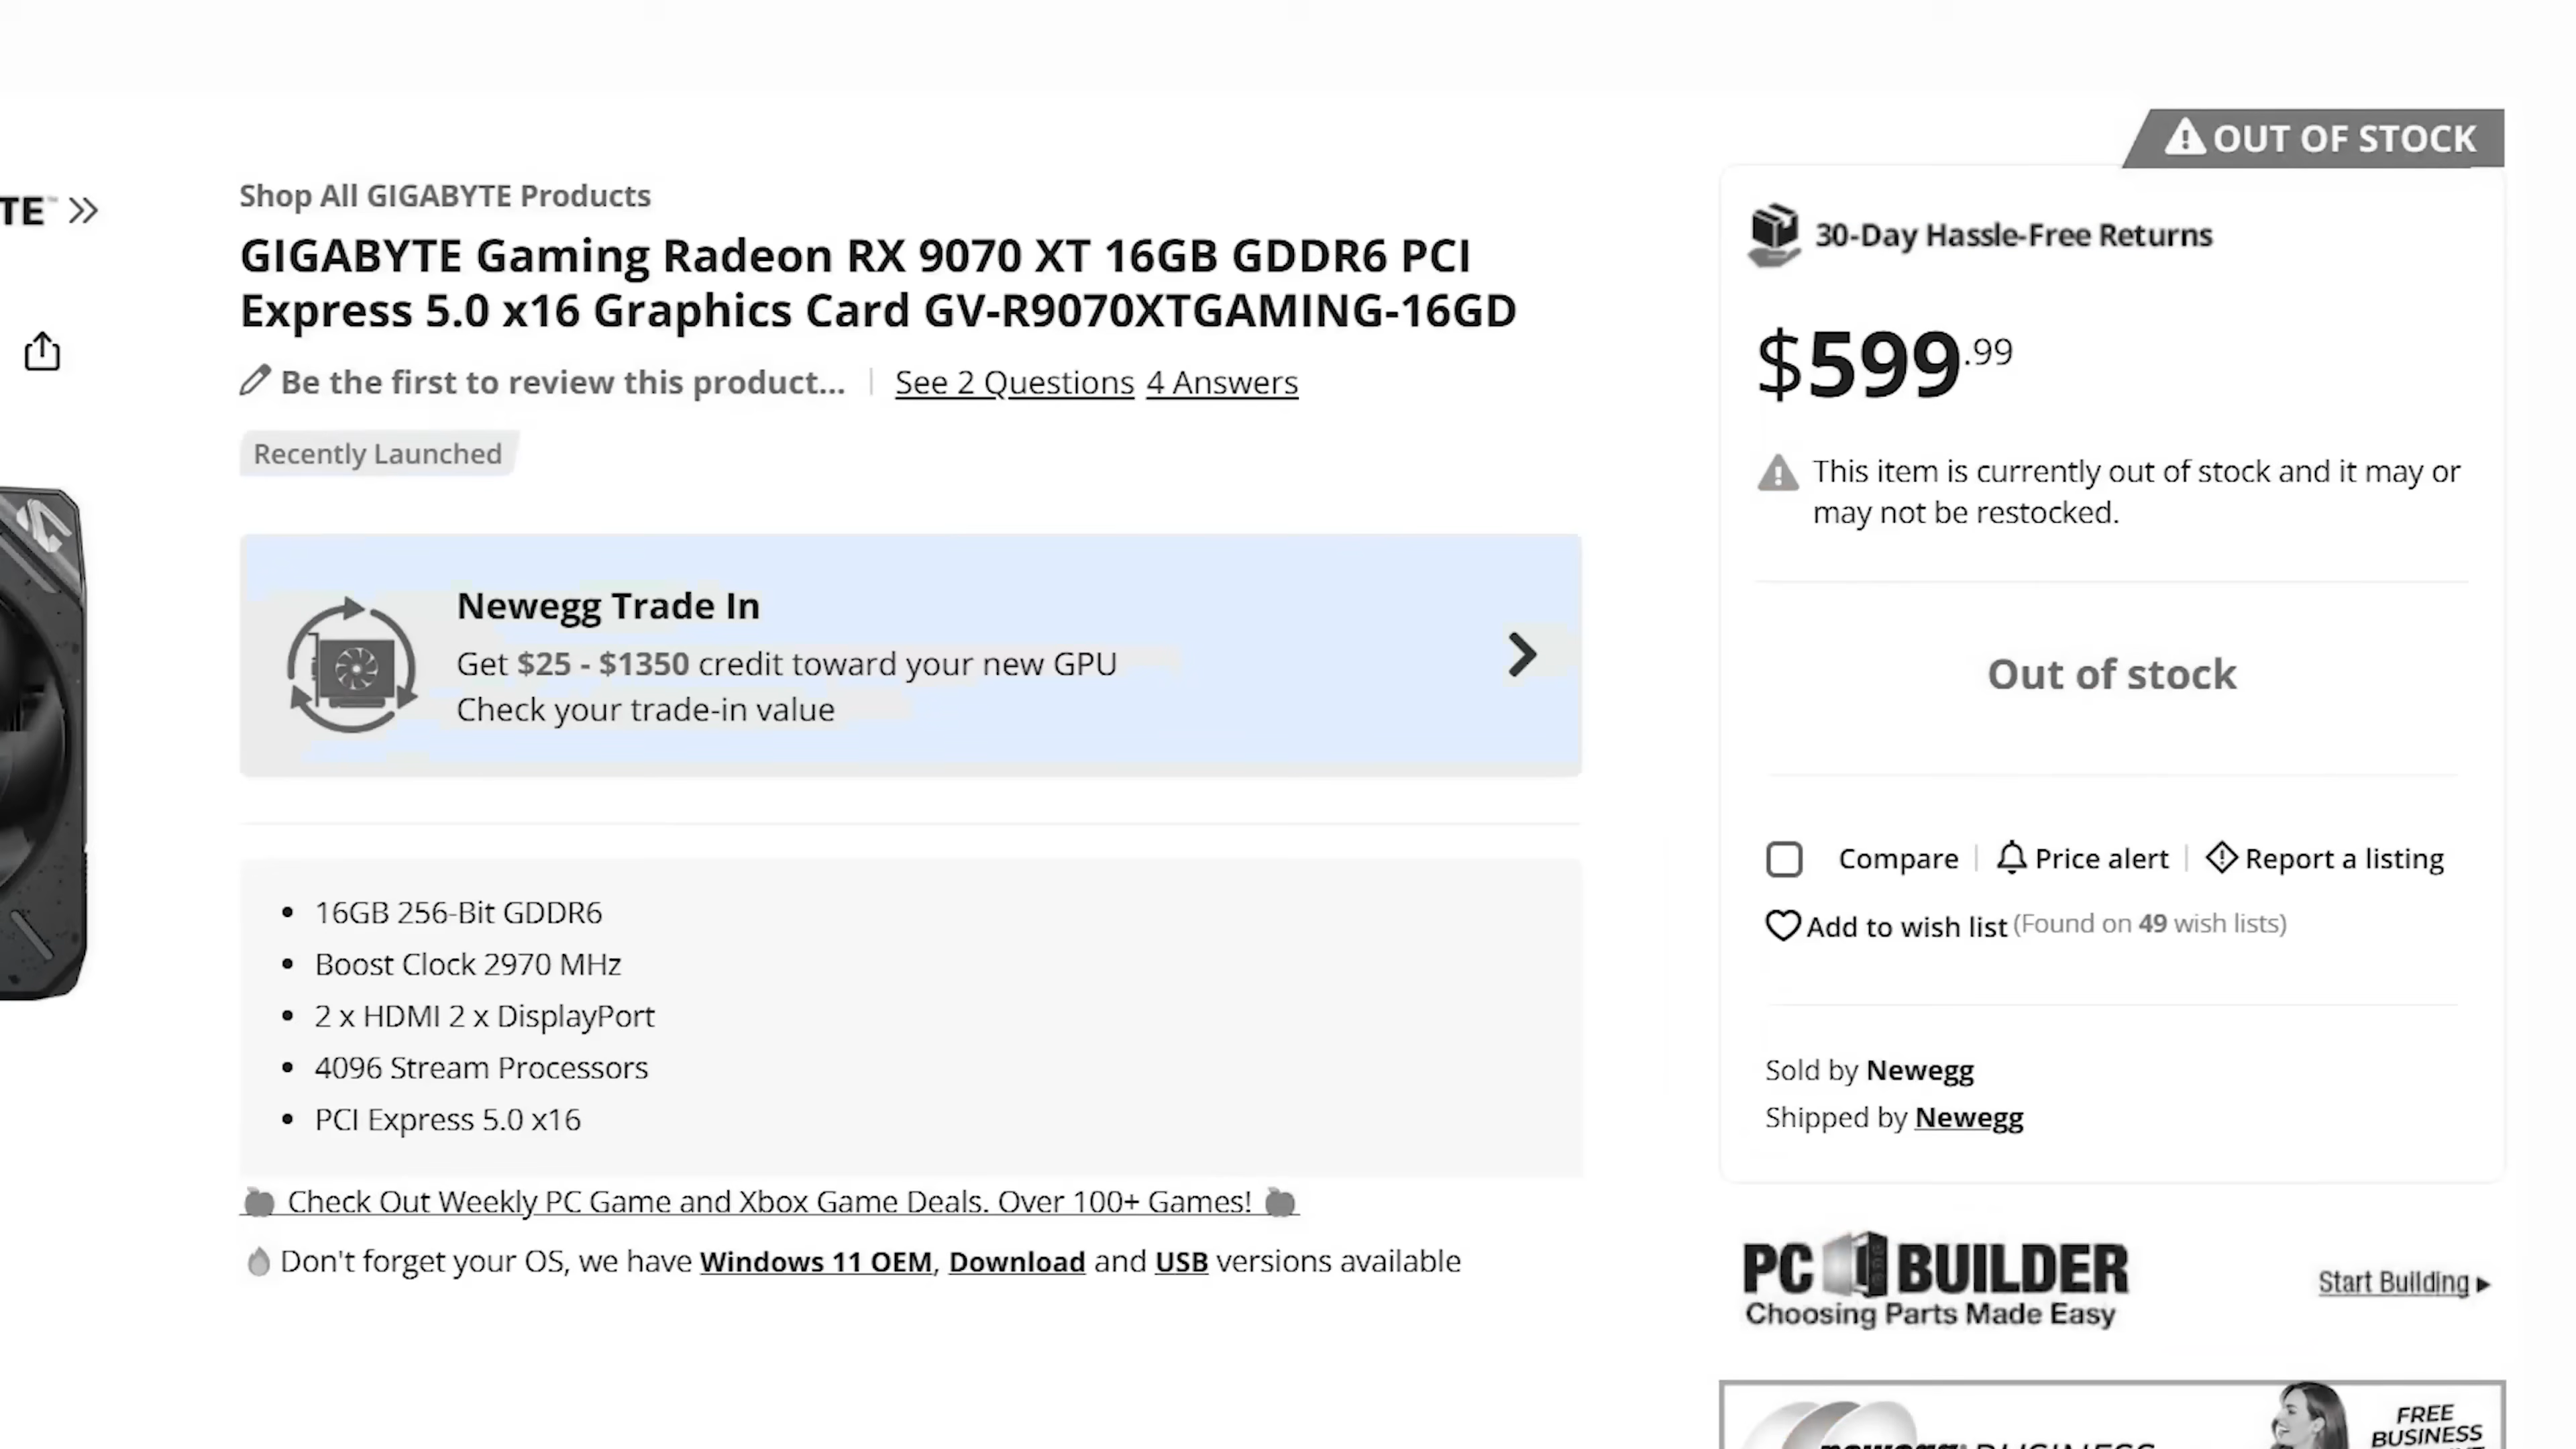 OUT OF STOCK
Shop All GIGABYTE Products
TE™
GIGABYTE Gaming Radeon RX 9070 XT 16GB GDDR6 PCI
Express 5.0 x16 Graphics Card GV-R9070XTGAMING-16GD
Be the first to review this product... See 2 Questions 4 Answers
Recently Launched
Newegg Trade In
Get $25 - $1350 credit toward your new GPU
Check your trade-in value
• 16GB 256-Bit GDDR6
• Boost Clock 2970 MHz
• 2 x HDMI 2 x DisplayPort
• 4096 Stream Processors
• PCI Express 5.0 x16
Check Out Weekly PC Game and Xbox Game Deals. Over 100+ Games!
Don't forget your OS, we have Windows 11 OEM, Download and USB versions available
30-Day Hassle-Free Returns
$599.99
This item is currently out of stock and it may or
may not be restocked.
Out of stock
Compare Price alert Report a listing
Add to wish list (Found on 49 wish lists)
Sold by Newegg
Shipped by Newegg
PC BUILDER
Choosing Parts Made Easy
Start Building
FREE
BUSINESS
newegg BUSINESS